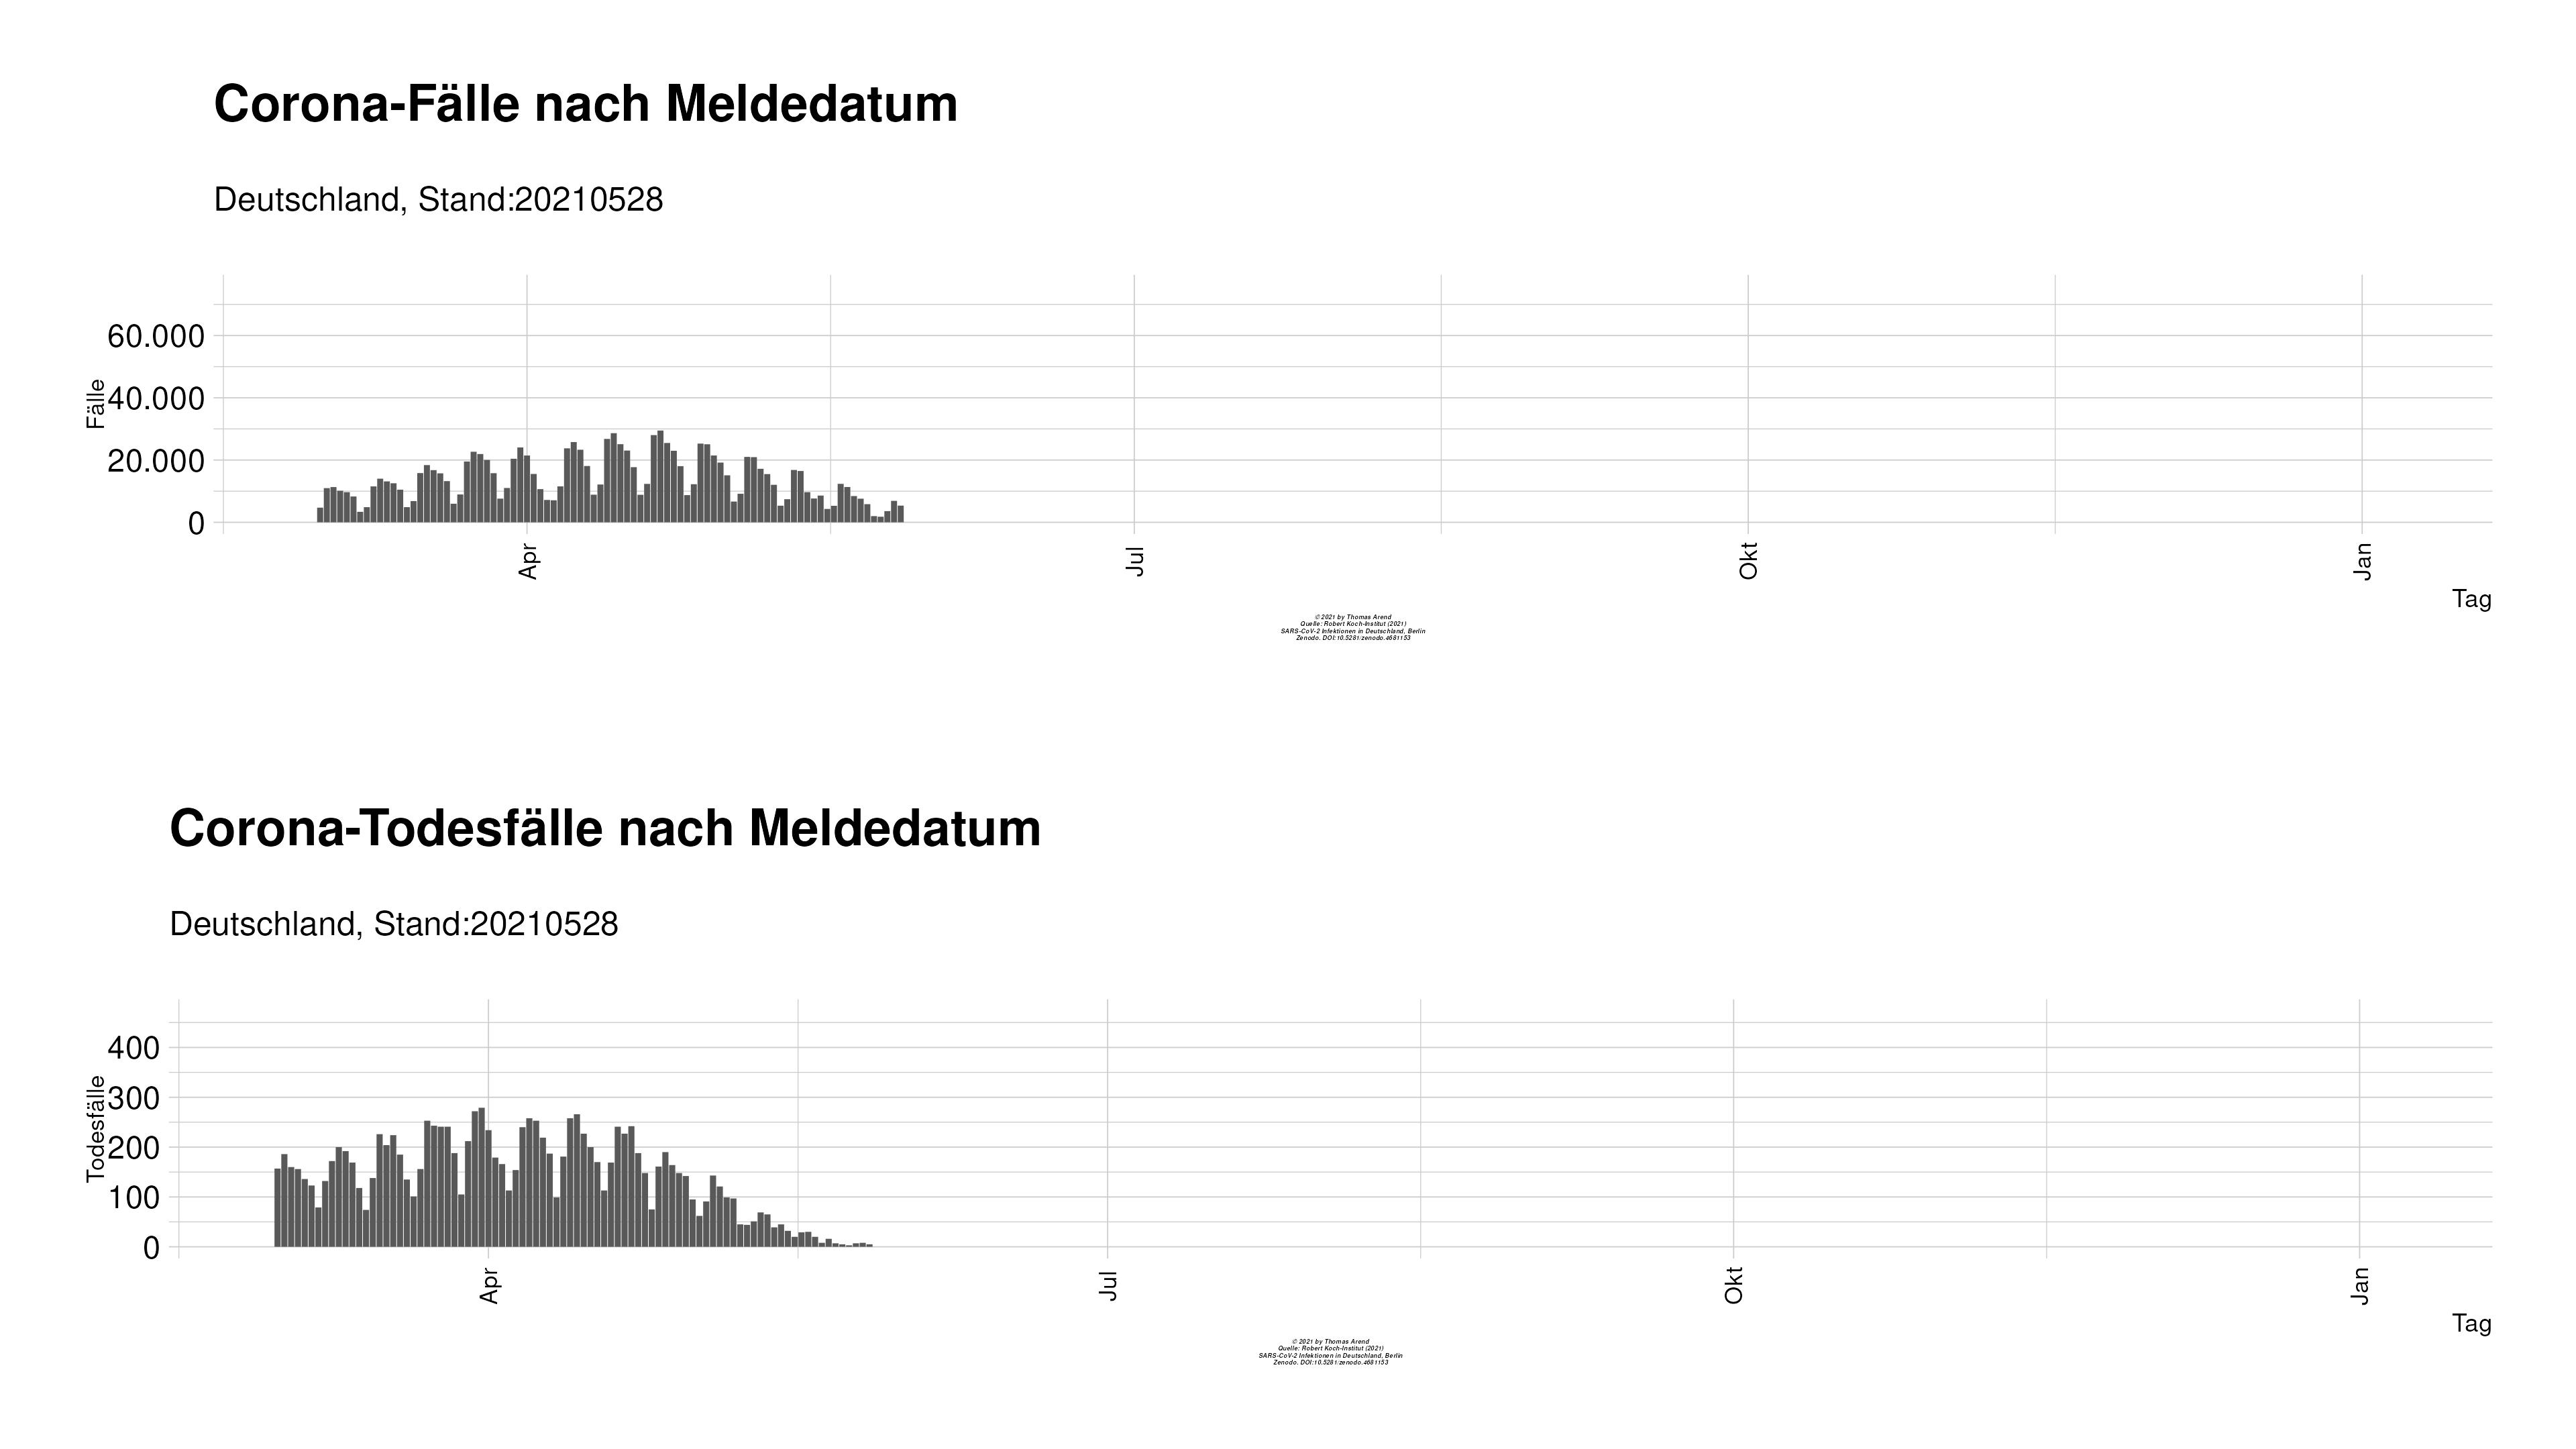 Corona-Fälle nach Meldedatum
Deutschland, Stand:20210528
Fälle
60.000
40.000
20.000
0
Apr
Jul
Okt
Jan
Tag
© 2021 by Thomas Arend
Quelle: Robert Koch-Institut (2021)
SARS-CoV-2 Infektionen in Deutschland, Berlin
Zenodo. DOI:10.5281/zenodo.4681153
Corona-Todesfälle nach Meldedatum
Deutschland, Stand:20210528
Todesfälle
400
300
200
100
0
Apr
Jul
Okt
Jan
Tag
© 2021 by Thomas Arend
Quelle: Robert Koch-Institut (2021)
SARS-CoV-2 Infektionen in Deutschland, Berlin
Zenodo. DOI:10.5281/zenodo.4681153